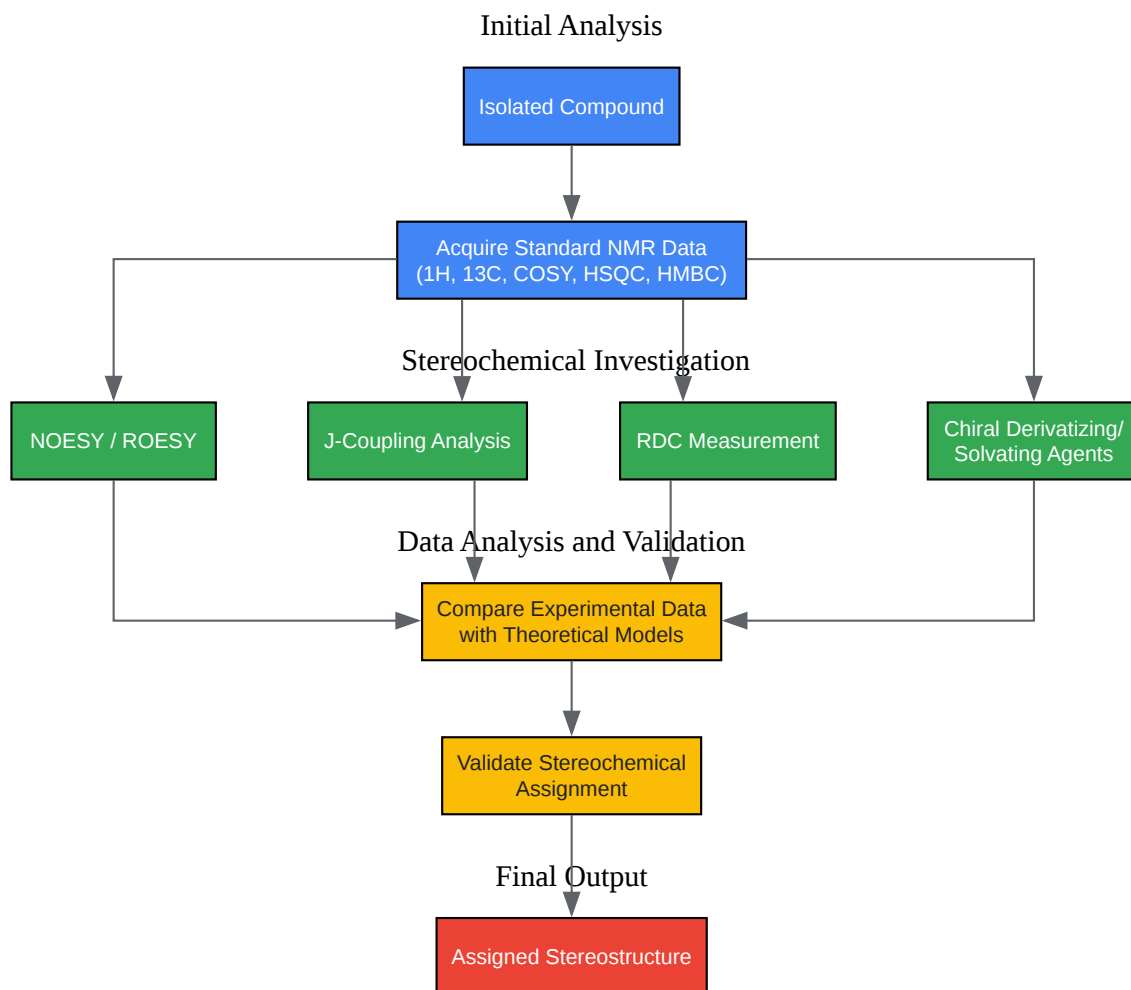 Initial Analysis
Isolated Compound
Acquire Standard NMR Data
(1H, 13C, COSY, HSQC, HMBC)
Stereochemical Investigation
NOESY / ROESY
J-Coupling Analysis
RDC Measurement
Chiral Derivatizing/
Solvating Agents
Data Analysis and Validation
Compare Experimental Data
with Theoretical Models
Validate Stereochemical
Assignment
Final Output
Assigned Stereostructure